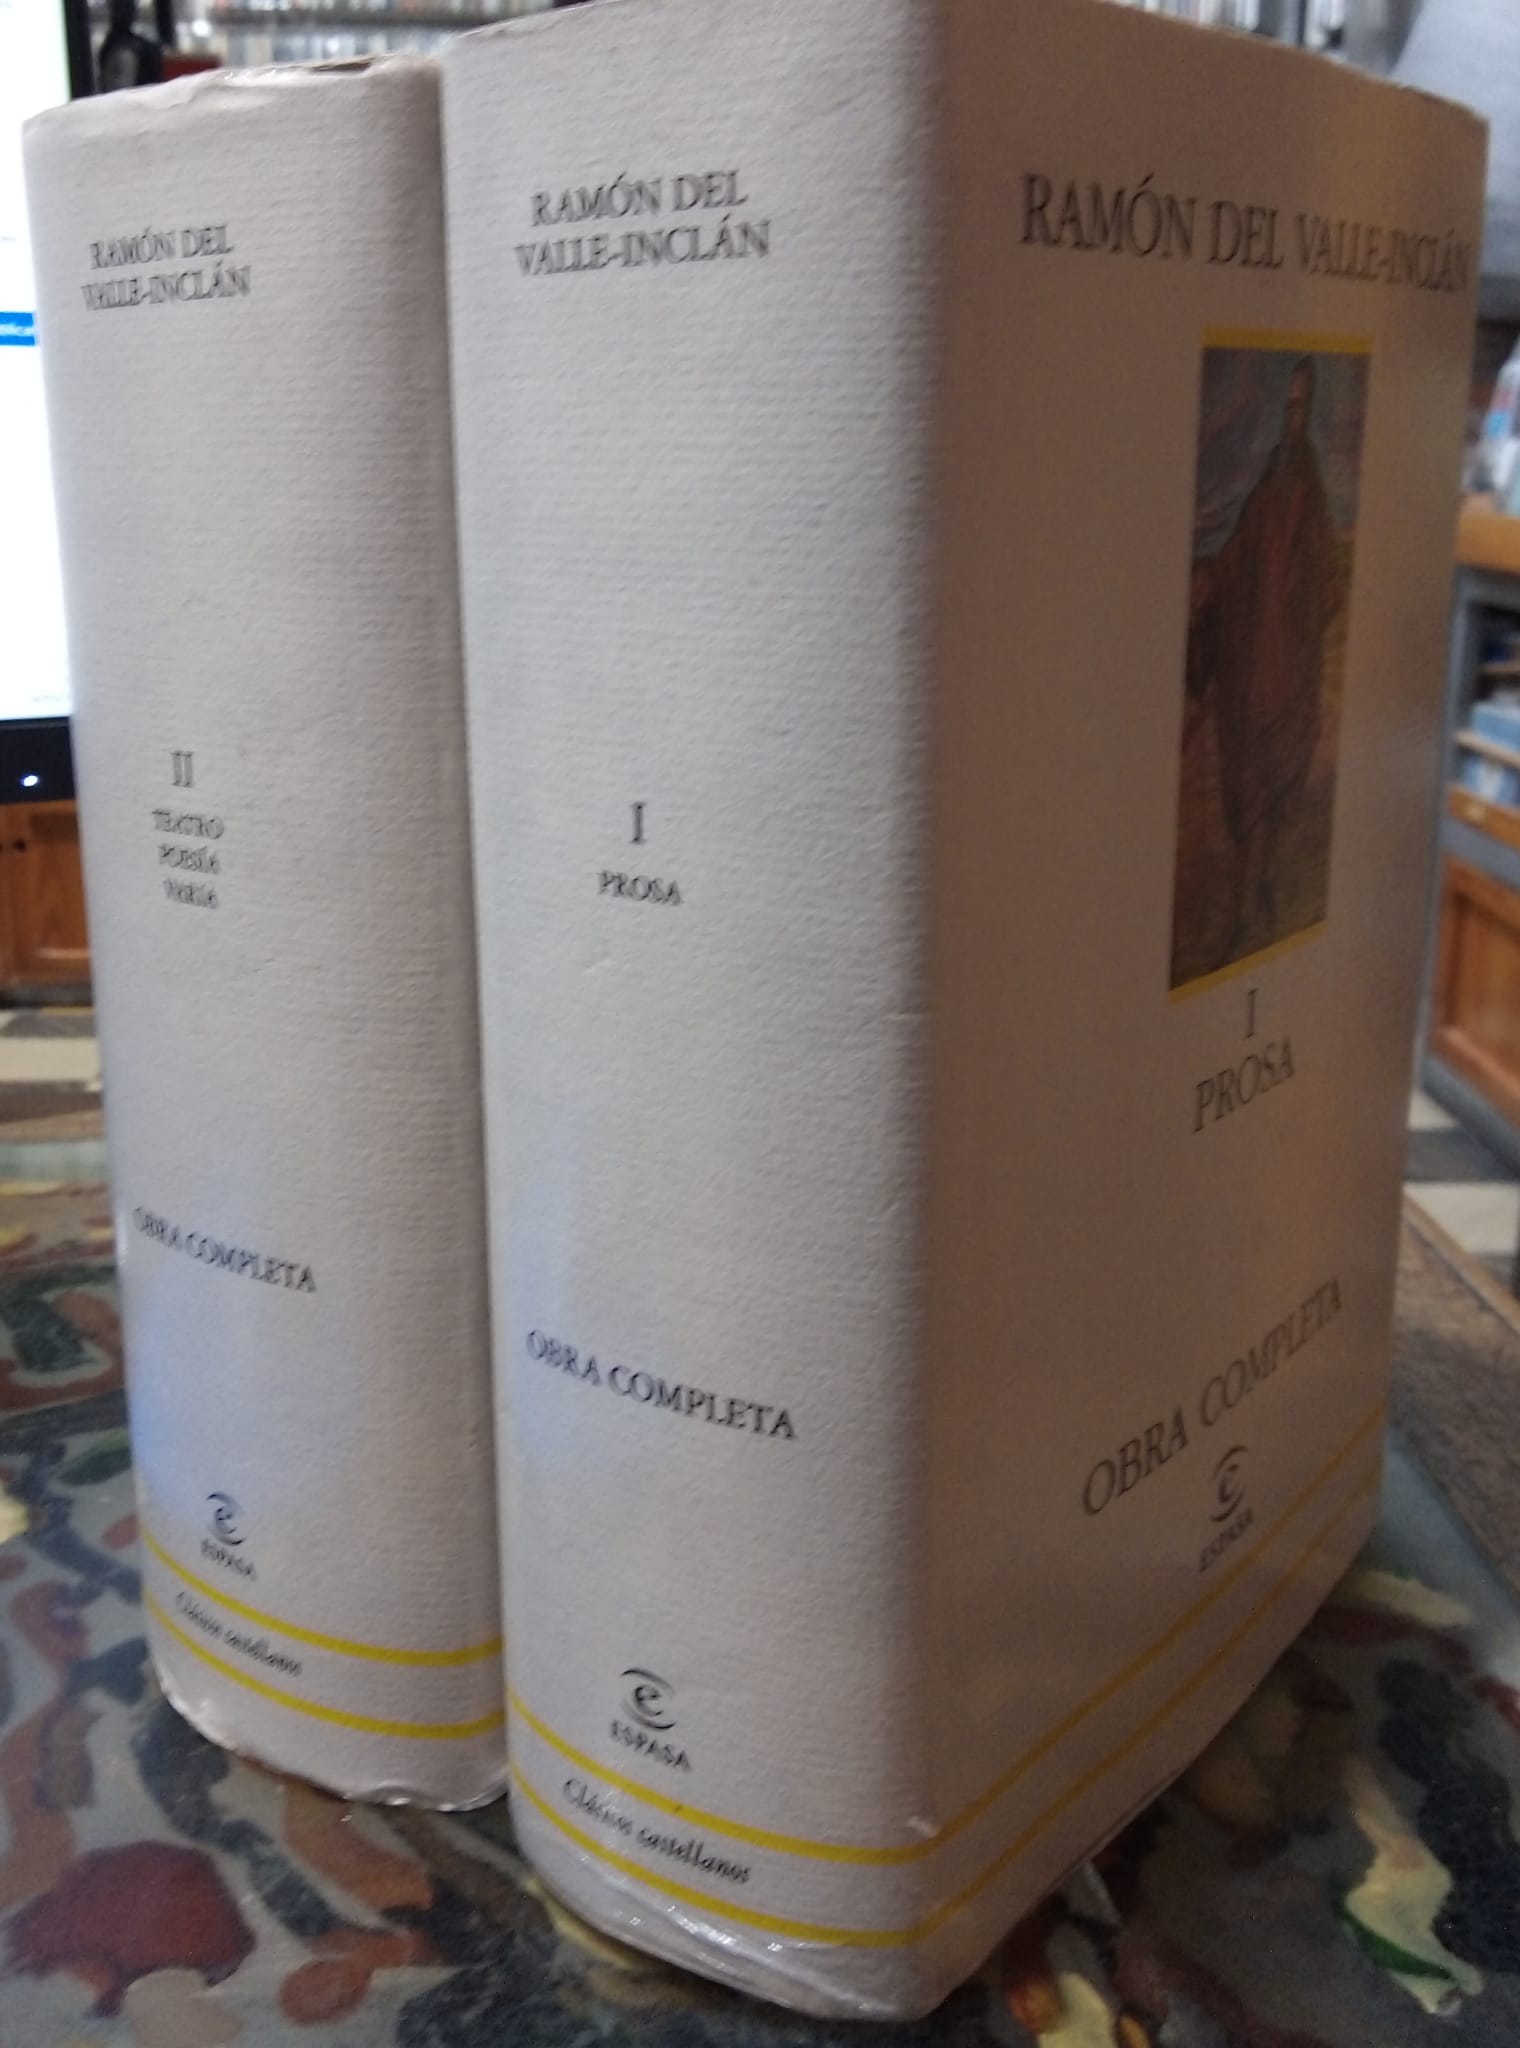 RAMÓN DEL
VALLE-INCLÁN
II
TEATRO
POESÍA
VARIA
OBRA COMPLETA
e
ESPASA
Clásicos castellanos
RAMÓN DEL
VALLE-INCLÁN
I
PROSA
OBRA COMPLETA
e
ESPASA
Clásicos castellanos
RAMÓN DEL VALLE-INCLÁN
I
PROSA
OBRA COMPLETA
e
ESPASA